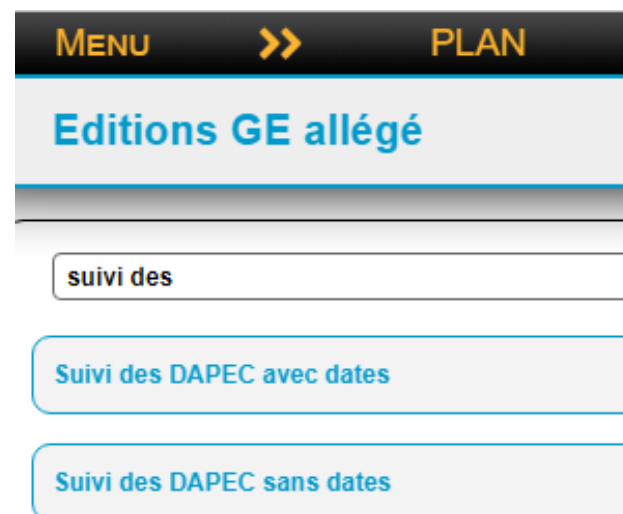 MENU >> PLAN
Editions GE allégé
suivi des
Suivi des DAPEC avec dates
Suivi des DAPEC sans dates